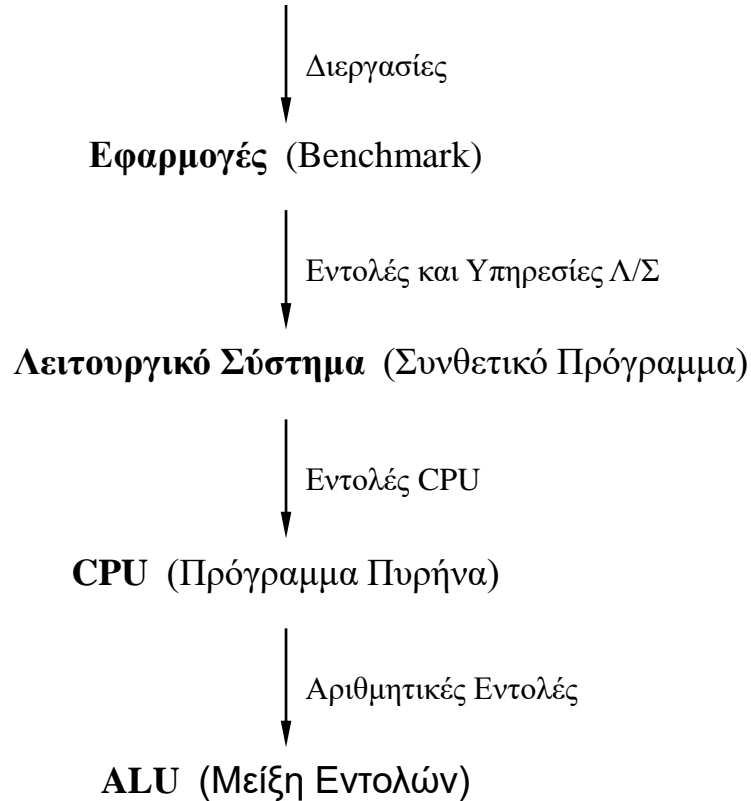 Διεργασίες
Εφαρμογές (Benchmark)
Εντολές και Υπηρεσίες Λ/Σ
Λειτουργικό Σύστημα (Συνθετικό Πρόγραμμα)
Εντολές CPU
CPU (Πρόγραμμα Πυρήνα)
Αριθμητικές Εντολές
ALU (Μείξη Εντολών)